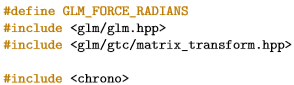 #define GLM_FORCE_RADIANS
#include <glm/glm.hpp>
#include <glm/gtc/matrix_transform.hpp>
#include <chrono>